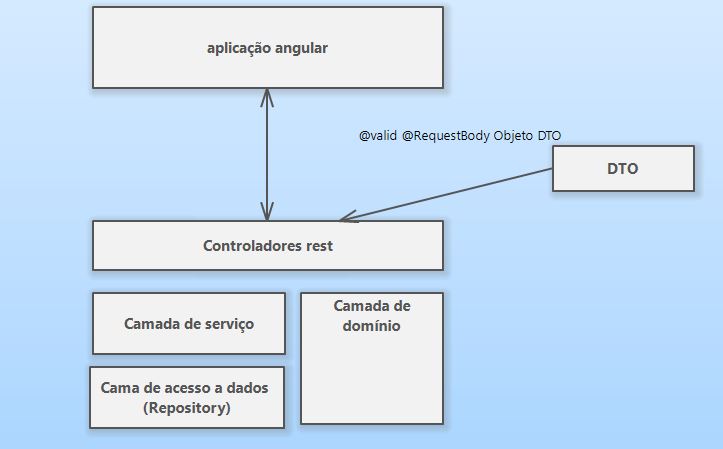 aplicação angular
@valid @RequestBody Objeto DTO
DTO
Controladores rest
Camada de serviço
Camada de
domínio
Cama de acesso a dados
(Repository)